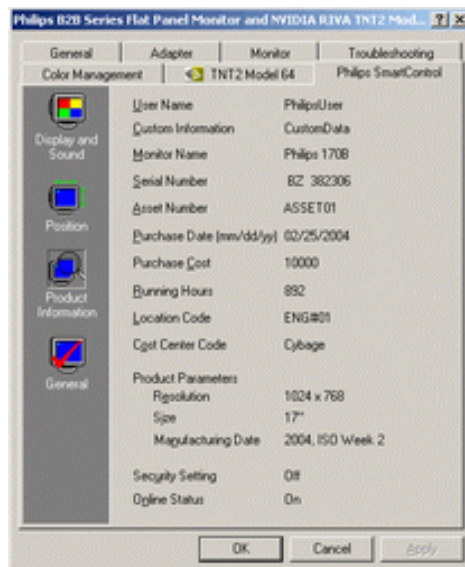 Philips B2B Series Flat Panel Monitor and NVIDIA RIVA TNT2 Mod... ? X
General Adapter Monitor Troubleshooting
Color Management TNT2 Model 64 Philips SmartControl
Display and Sound
Position
Product Information
General
User Name PhilipsUser
Custom Information CustomData
Monitor Name Philips 170B
Serial Number BZ 382306
Asset Number ASSET01
Purchase Date (mm/dd/yy) 02/25/2004
Purchase Cost 10000
Running Hours 892
Location Code ENG#01
Cost Center Code Cybage
Product Parameters
Resolution 1024 x 768
Size 17"
Manufacturing Date 2004, ISO Week 2
Security Setting Off
Online Status On
OK Cancel Apply